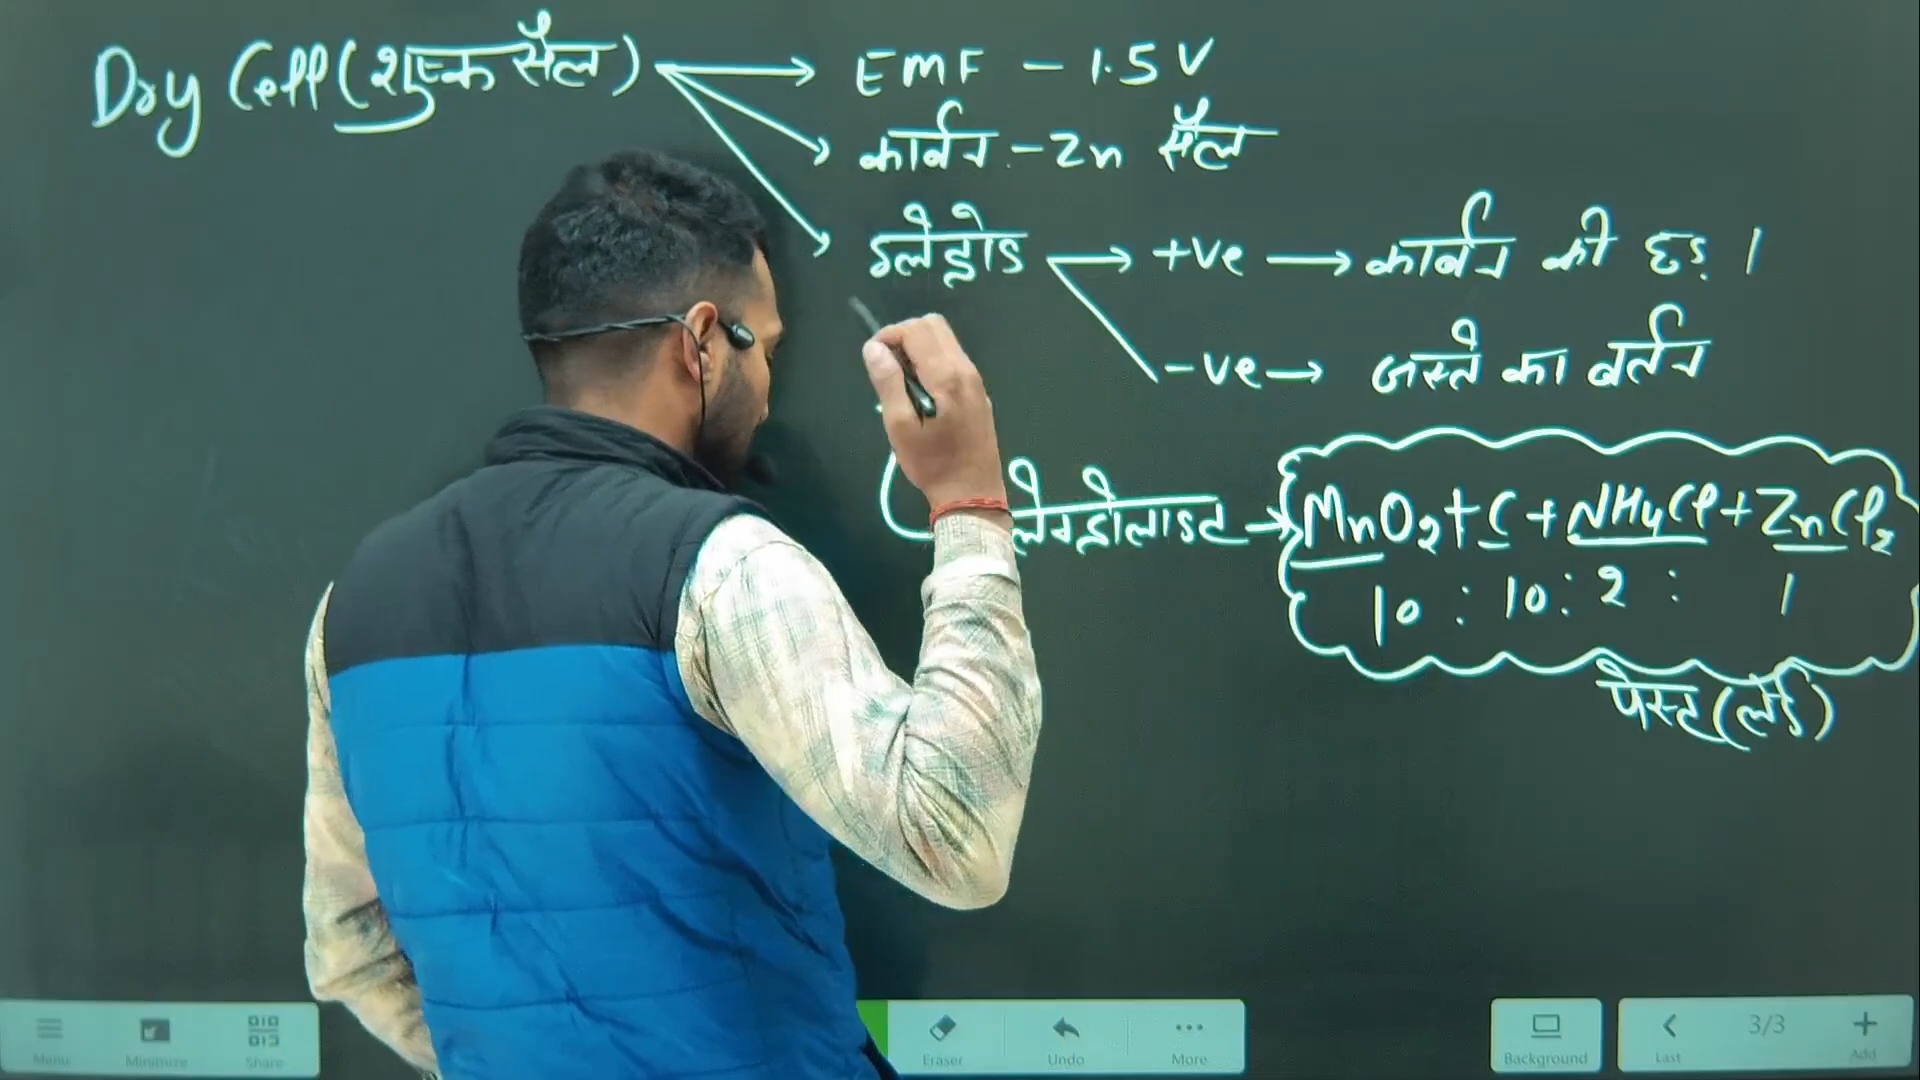 Dry Cell (शुष्क सैल) → EMF - 1.5 V
→ कार्बन - Zn सैल
→ इलेक्ट्रोड → +ve → कार्बन की छड़ ।
-ve → जस्ते का बर्तन
लेक्ट्रोलाइट → MnO2 + C + NH4Cl + ZnCl2
10 : 10 : 2 : 1
पेस्ट (लेई)
Menu Minimize Share Eraser Undo More Background Last 3/3 Add